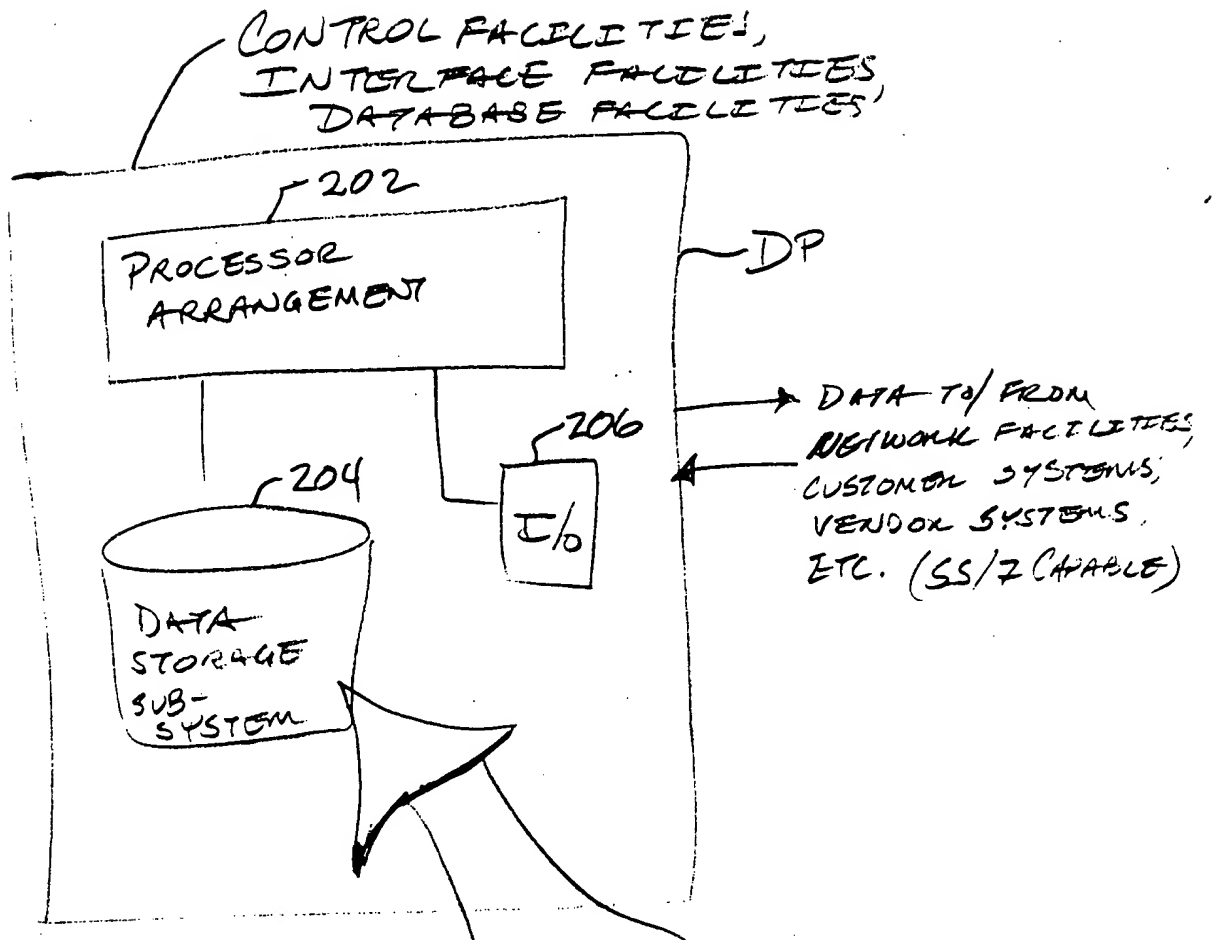 CONTROL FACILITIES,
INTERFACE FACILITIES,
DATABASE FACILITIES
202
PROCESSOR
ARRANGEMENT
DP
DATA TO/FROM
NETWORK FACILITIES,
CUSTOMER SYSTEMS,
VENDOR SYSTEMS,
ETC. (SS/7 CAPABLE)
206
I/O
204
DATA
STORAGE
SUB-
SYSTEM